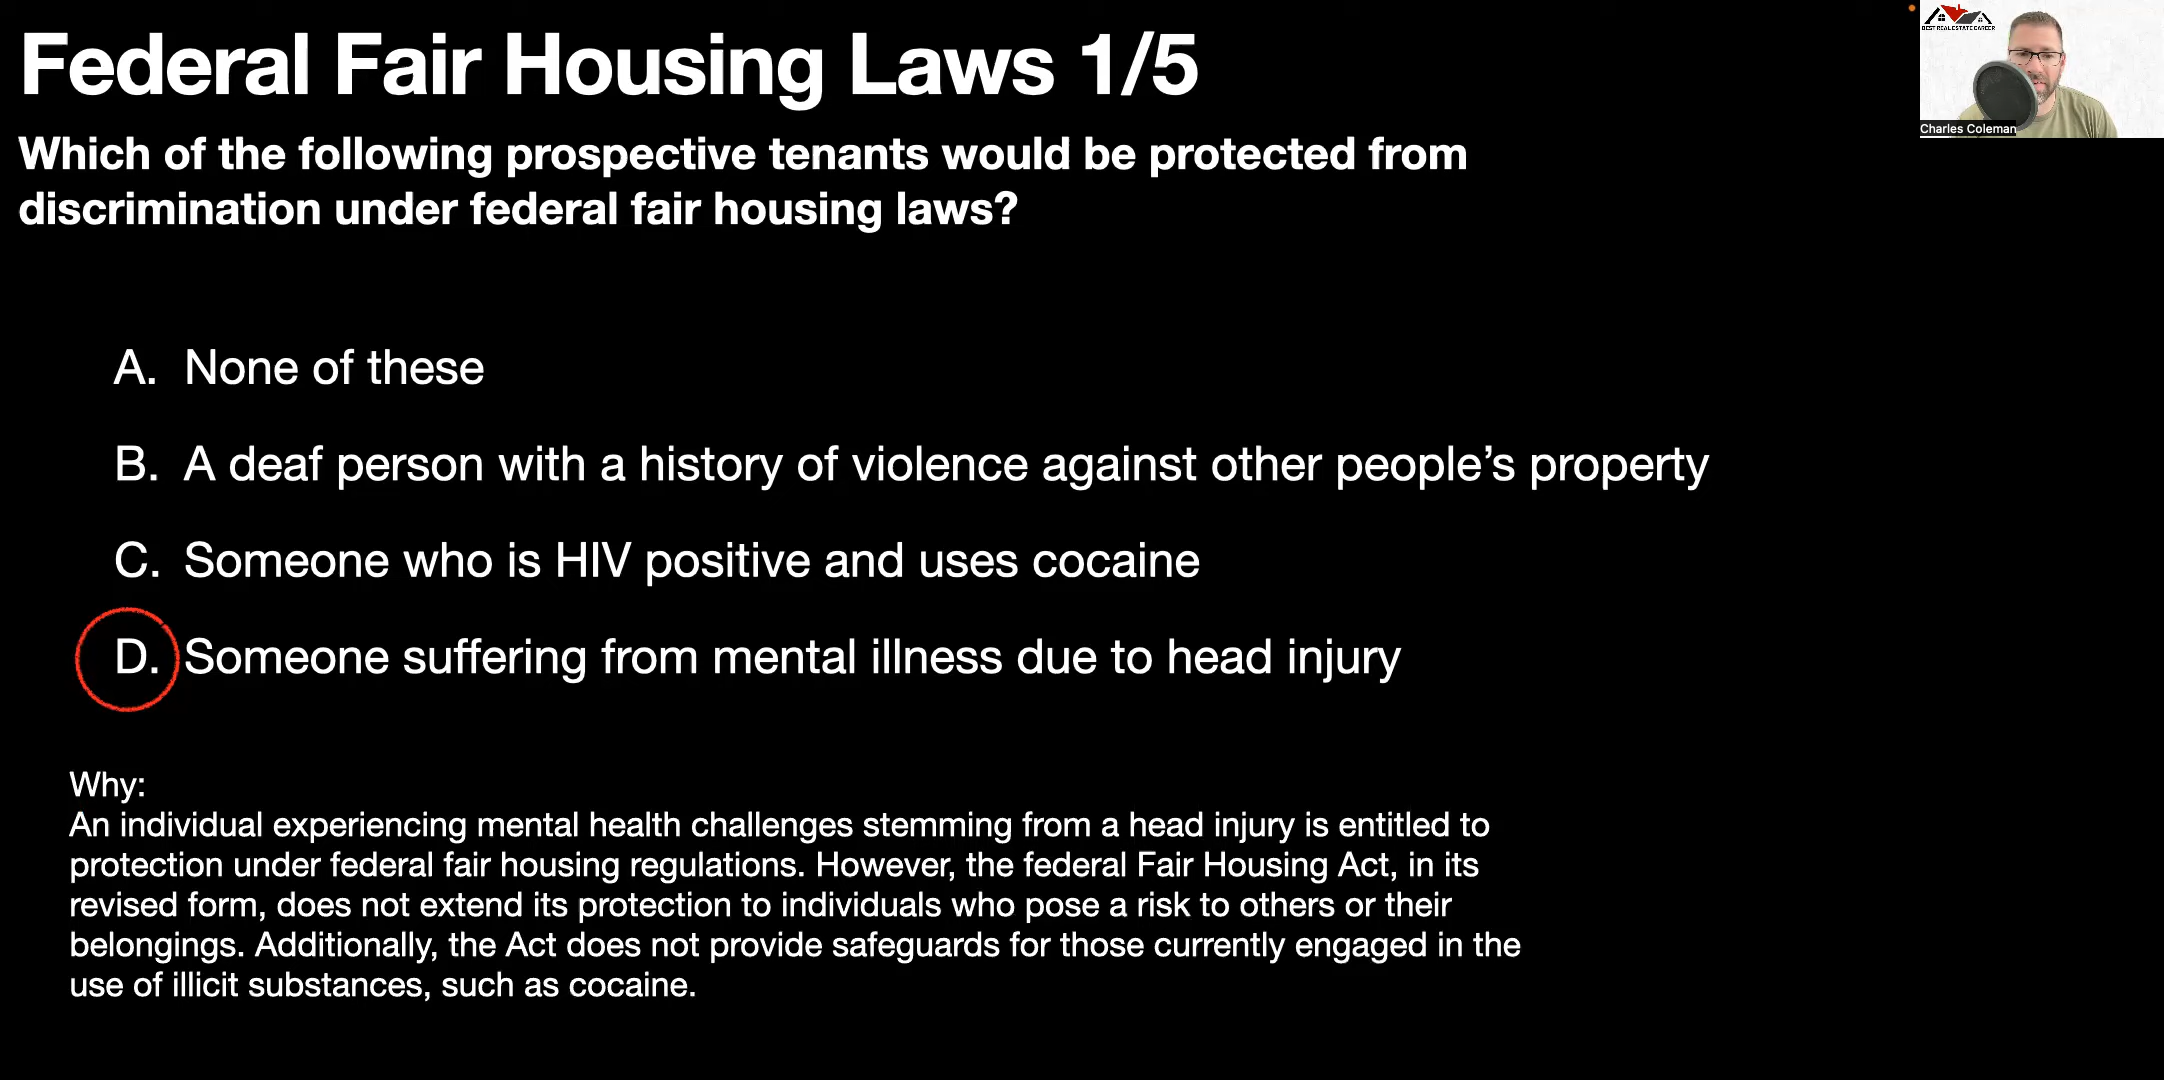 Federal Fair Housing Laws 1/5
BEST REAL ESTATE CAREER
Charles Coleman
Which of the following prospective tenants would be protected from
discrimination under federal fair housing laws?
A. None of these
B. A deaf person with a history of violence against other people’s property
C. Someone who is HIV positive and uses cocaine
D. Someone suffering from mental illness due to head injury
Why:
An individual experiencing mental health challenges stemming from a head injury is entitled to
protection under federal fair housing regulations. However, the federal Fair Housing Act, in its
revised form, does not extend its protection to individuals who pose a risk to others or their
belongings. Additionally, the Act does not provide safeguards for those currently engaged in the
use of illicit substances, such as cocaine.